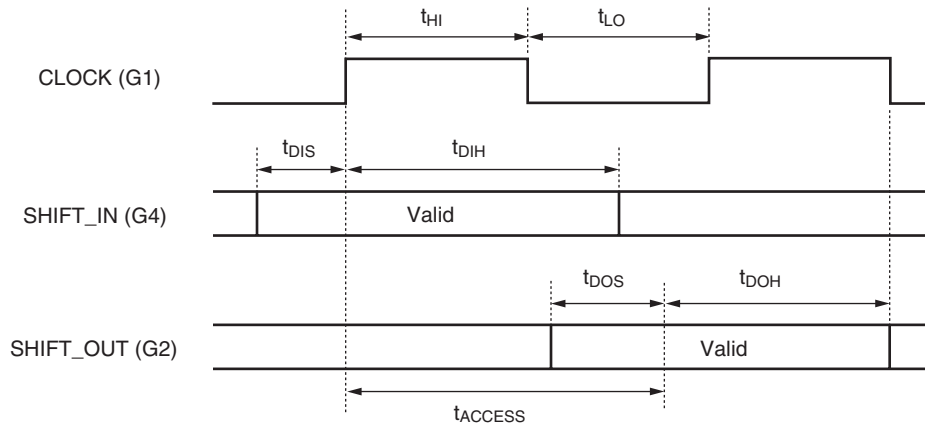 tHI tLO
CLOCK (G1)
tDIS tDIH
SHIFT_IN (G4) Valid
tDOS tDOH
SHIFT_OUT (G2) Valid
tACCESS